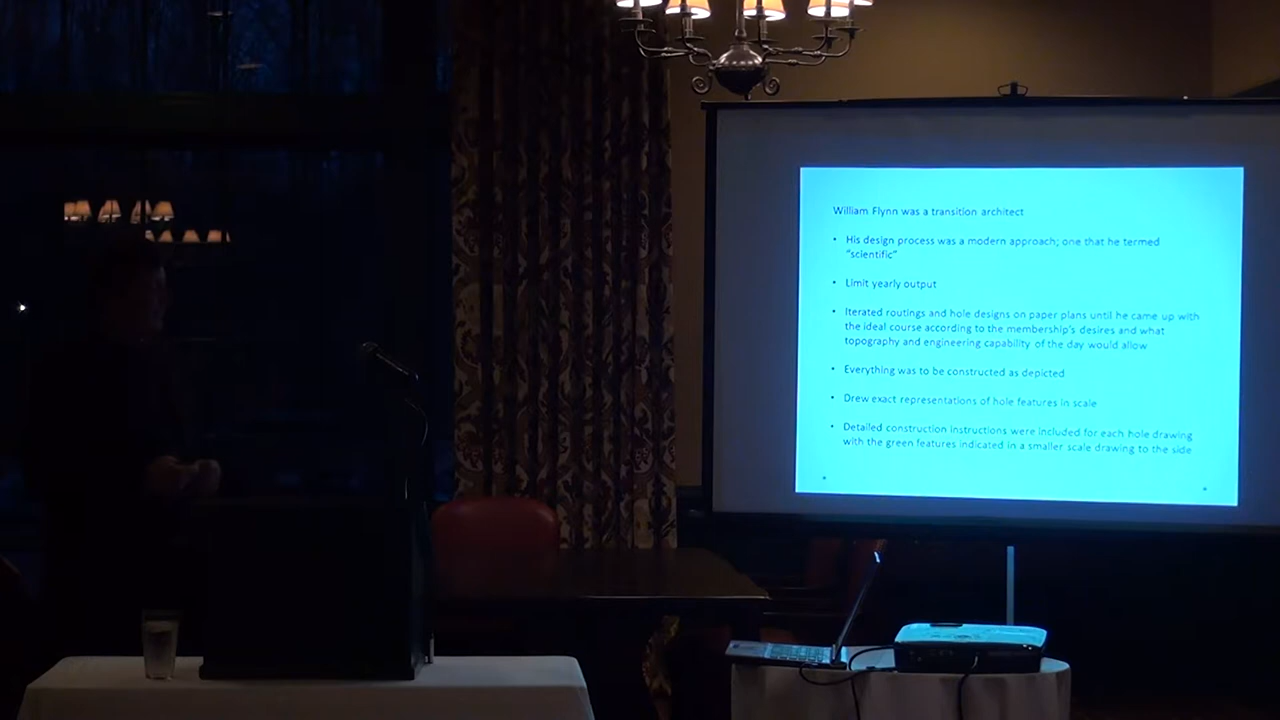 William Flynn was a transition architect
• His design process was a modern approach; one that he termed
"scientific"
• Limit yearly output
• Iterated routings and hole designs on paper plans until he came up with
the ideal course according to the membership's desires and what
topography and engineering capability of the day would allow
• Everything was to be constructed as depicted
• Drew exact representations of hole features in scale
• Detailed construction instructions were included for each hole drawing
with the green features indicated in a smaller scale drawing to the side